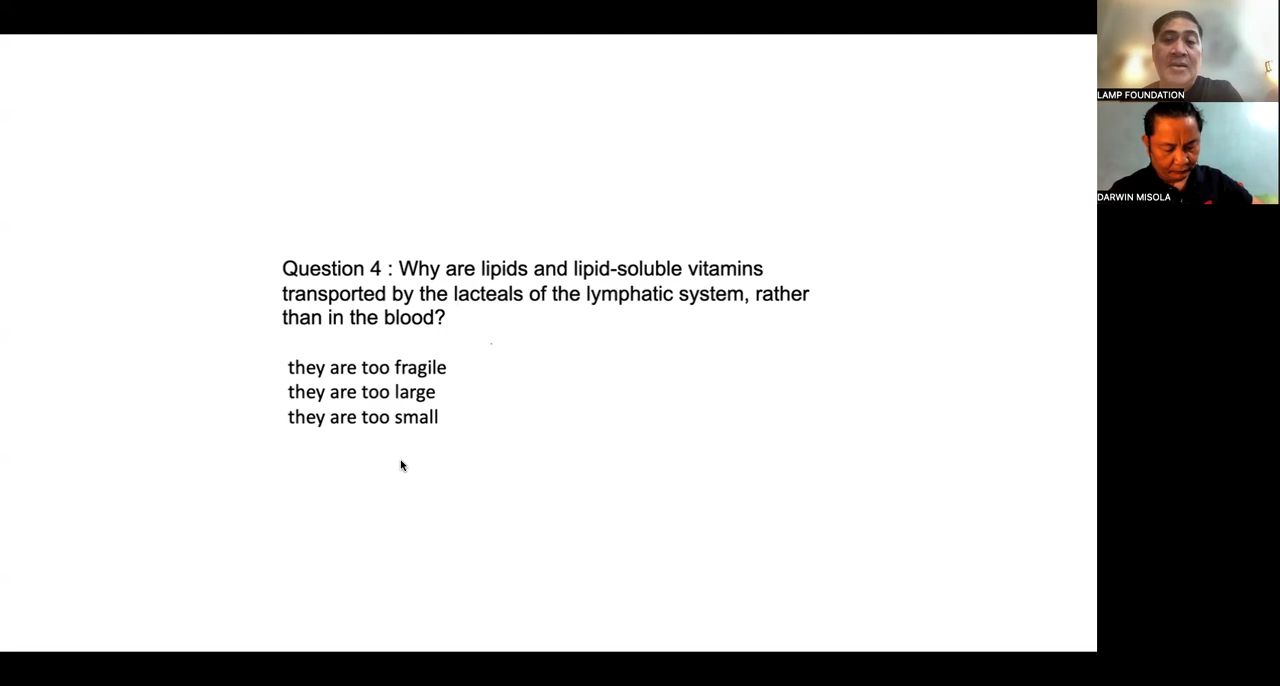 LAMP FOUNDATION
DARWIN MISOLA
Question 4 : Why are lipids and lipid-soluble vitamins
transported by the lacteals of the lymphatic system, rather
than in the blood?
they are too fragile
they are too large
they are too small